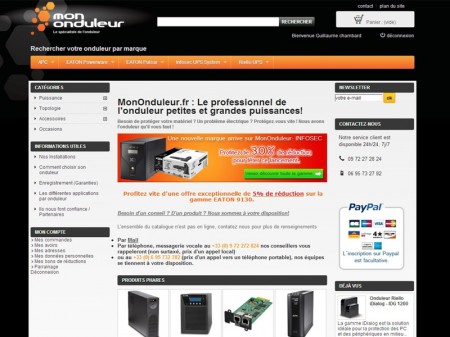 contact plan du site
mon
onduleur
Le spécialiste de l'onduleur
RECHERCHER
Panier : (vide)
Bienvenue Guillaume chambard déconnexion
Rechercher votre onduleur par marque
APC EATON Powerware EATON Pulsar Infosec UPS System Riello UPS
CATÉGORIES
Puissance
Topologie
Accessoires
Occasions
INFORMATIONS UTILES
Nos installations
Comment choisir son onduleur
Enregistrement (Garanties)
Les différentes applications par onduleur
Ils nous font confiance / Partenaires
MON COMPTE
Mes commandes
Mes avoirs
Mes adresses
Mes données personnelles
Mes bons de réductions
Parrainage
Déconnexion
MonOnduleur.fr : Le professionnel de
l'onduleur petites et grandes puissances!
Besoin de protéger votre matériel ? Un problème électrique ? Protégez vous vite ! Nous avons
l'onduleur qu'il vous faut !
Une nouvelle marque arrive sur MonOnduleur. INFOSEC
Profitez de 30% de
réduction
pour fêter ce lancement.
Profitez vite d'une offre exceptionnelle de 5% de réduction sur la
gamme EATON 9130.
Besoin d'un conseil ? D'un produit ? Nous sommes à votre disposition!
L'ensemble du catalogue n'est pas en ligne, contactez nous pour plus de renseignements:
Par Mail
Par téléphone, messagerie vocale au +33 (0) 9 72 272 824 nos conseillers vous
rappeleront (non surtaxé, prix d'un appel local)
ou au +33 (0) 6 95 732 782 (prix d'un appel vers un téléphone portable), nos équipes
se tiennent à votre disposition.
PRODUITS PHARES
NEWSLETTER
votre e-mail ok
CONTACTEZ-NOUS
Notre service client est
disponible 24h/24, 7j/7
09 72 27 28 24
06 95 73 27 82
PayPal
L'inscription sur Paypal
est facultative.
DÉJÀ VUS
Onduleur Riello
iDialog - IDG 1200
La gamme iDialog est la solution
idéale pour la protection des PC
et des périphériques en milieu...